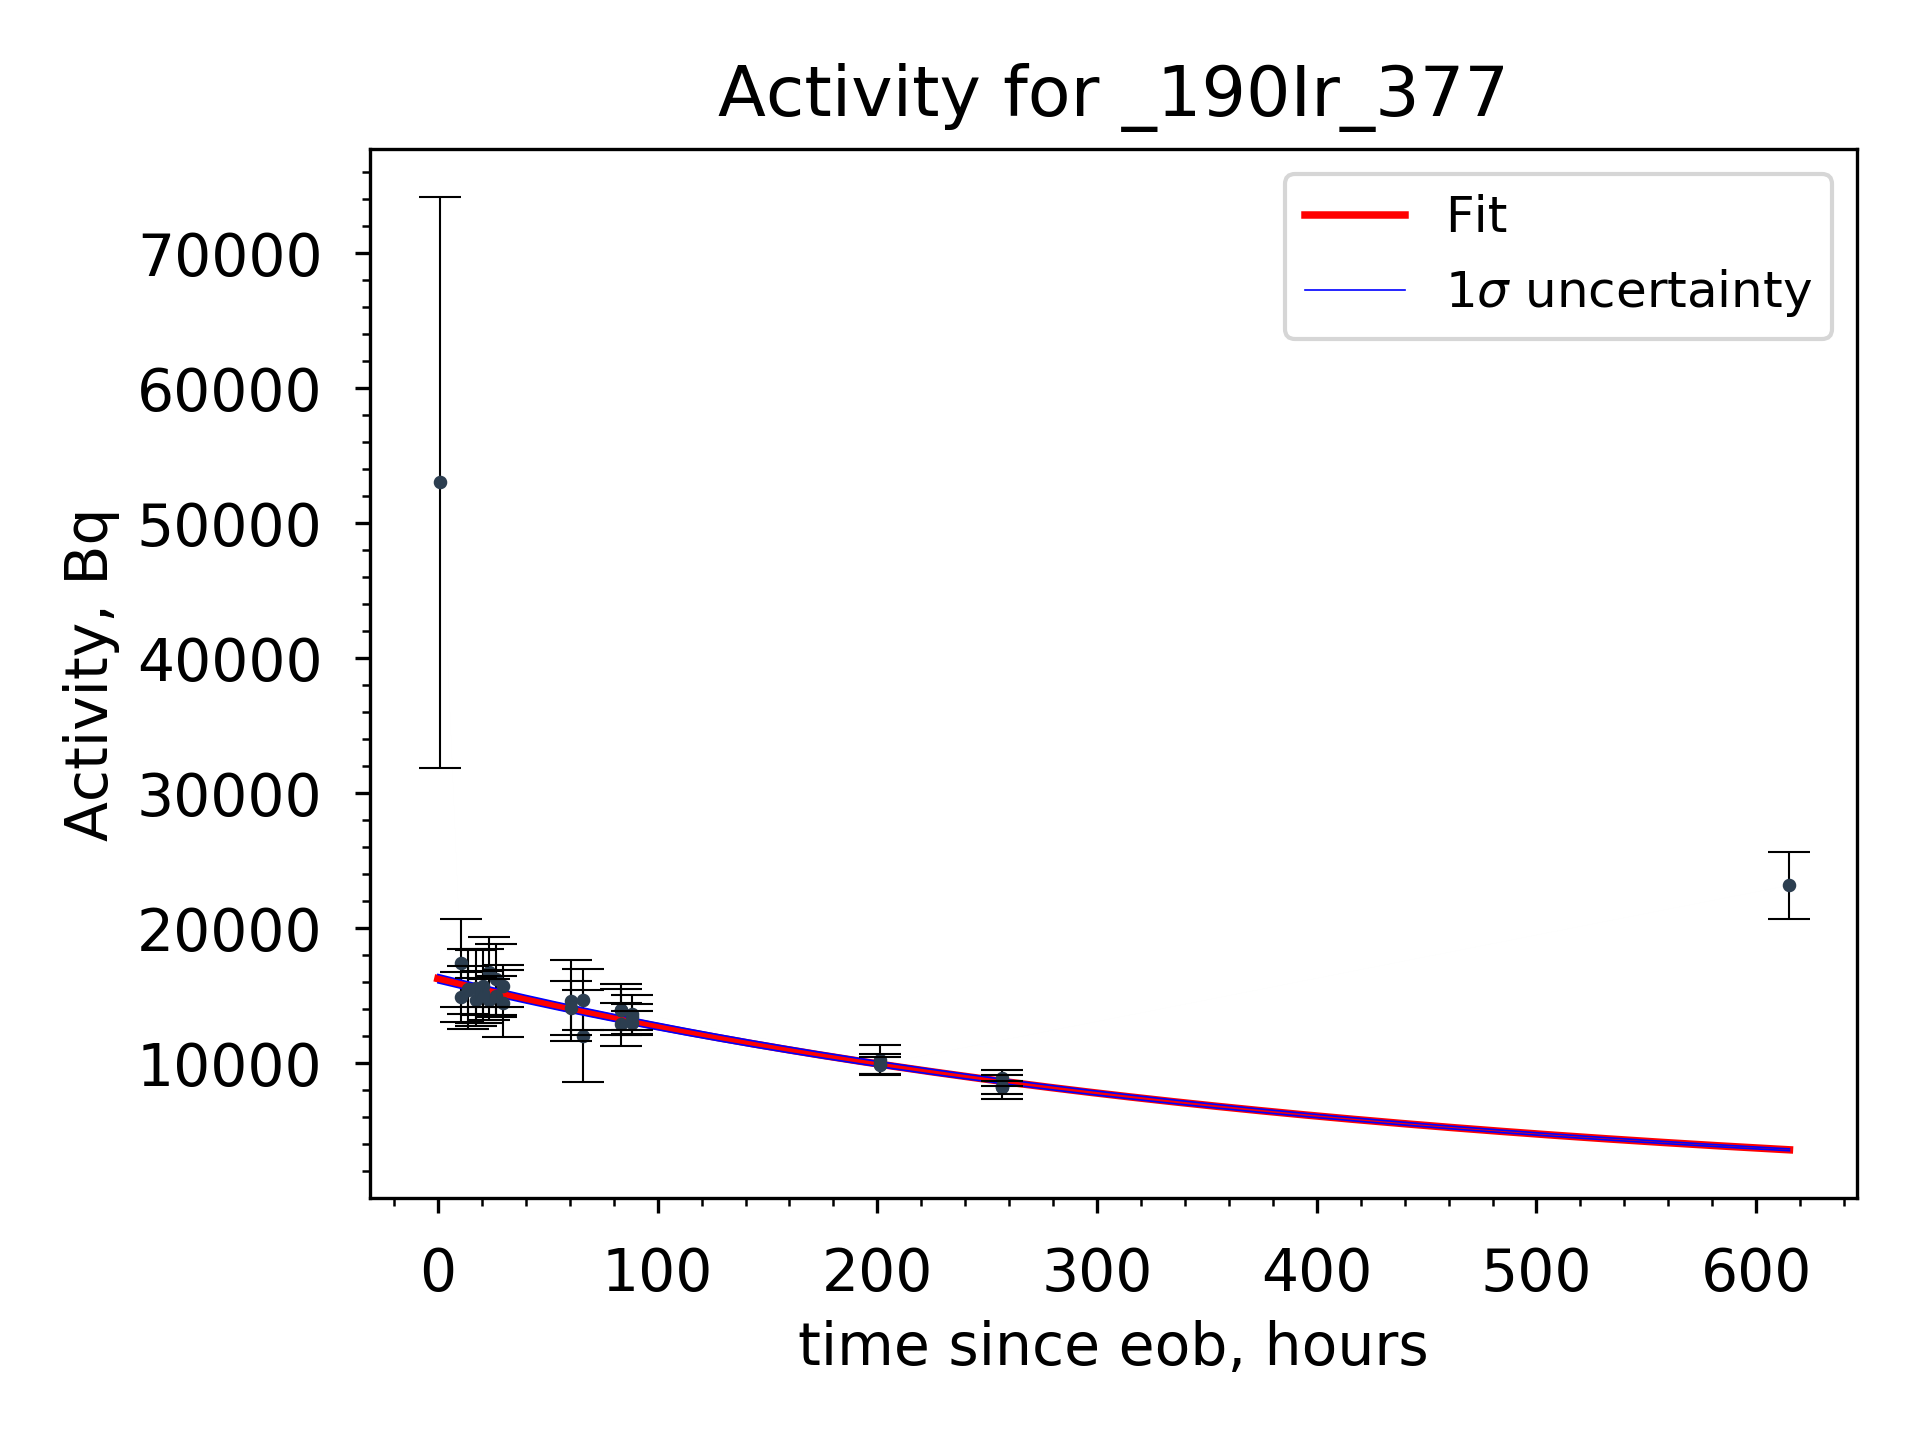 Activity for _190Ir_377
Fit
1σ uncertainty
Activity, Bq
70000
60000
50000
40000
30000
20000
10000
0 100 200 300 400 500 600
time since eob, hours